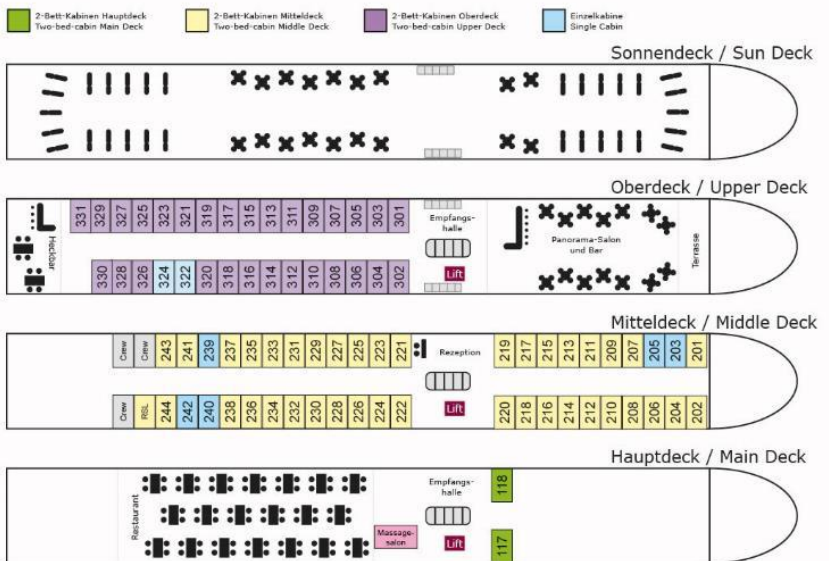 2-Bett-Kabinen Hauptdeck
Two-bed-cabin Main Deck
2-Bett-Kabinen Mitteldeck
Two-bed-cabin Middle Deck
2-Bett-Kabinen Oberdeck
Two-bed-cabin Upper Deck
Einzelkabine
Single Cabin
Sonnendeck / Sun Deck
Oberdeck / Upper Deck
331 329 327 325 323 321 319 317 315 313 311 309 307 305 303 301
Heckbar
Empfangs-
halle
Lift
Panorama-Salon
und Bar
Terrasse
330 328 326 324 322 320 318 316 314 312 310 308 306 304 302
Mitteldeck / Middle Deck
Crew Crew 243 241 239 237 235 233 231 229 227 225 223 221
Rezeption
219 217 215 213 211 209 207 205 203 201
Crew RSL 244 242 240 238 236 234 232 230 228 226 224 222
Lift
220 218 216 214 212 210 208 206 204 202
Hauptdeck / Main Deck
Restaurant
Empfangs-
halle
118
Massage-
salon
Lift
117